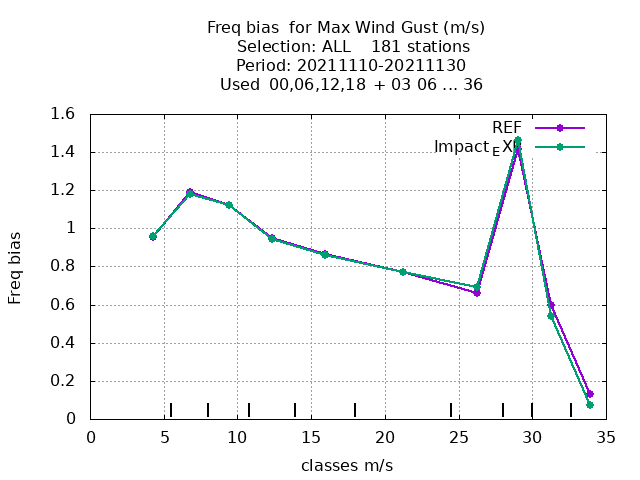 Freq bias  for Max Wind Gust (m/s)
Selection: ALL    181 stations
Period: 20211110-20211130
Used  00,06,12,18  + 03 06 ... 36
1.6
1.4
1.2
1
0.8
0.6
0.4
0.2
0
0 5 10 15 20 25 30 35
Freq bias
classes m/s
REF
Impact_EXP